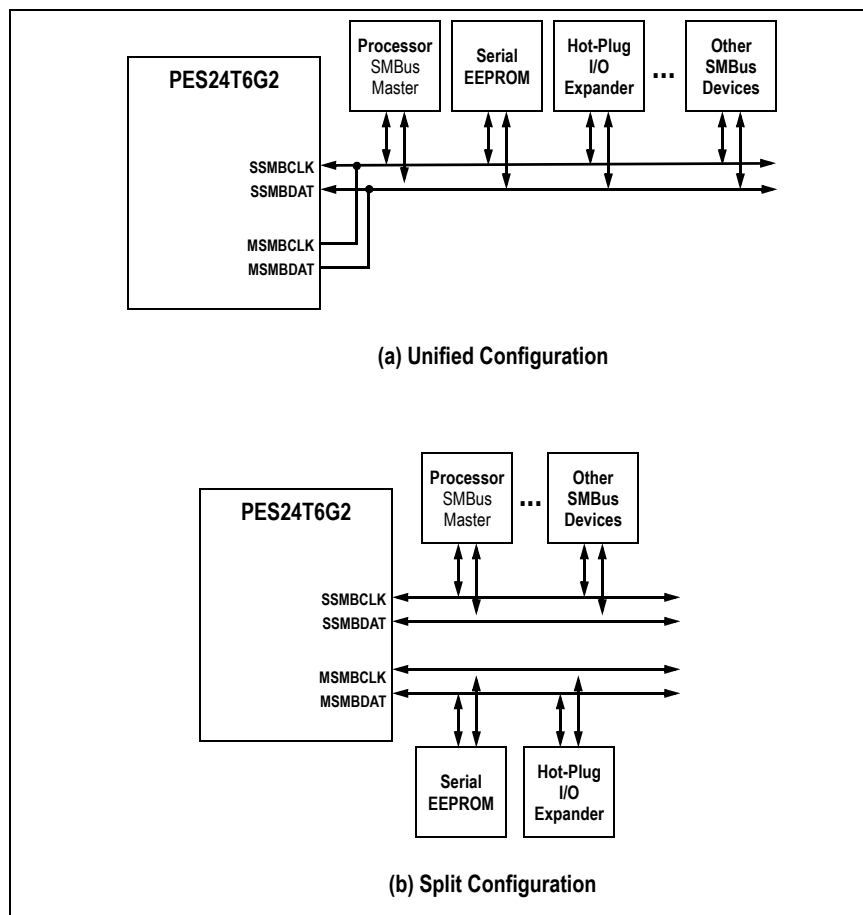 PES24T6G2
Processor
SMBus
Master
Serial
EEPROM
Hot-Plug
I/O
Expander
...
Other
SMBus
Devices
SSMBCLK
SSMBDAT
MSMBCLK
MSMBDAT
(a) Unified Configuration
PES24T6G2
Processor
SMBus
Master
...
Other
SMBus
Devices
SSMBCLK
SSMBDAT
MSMBCLK
MSMBDAT
Serial
EEPROM
Hot-Plug
I/O
Expander
(b) Split Configuration